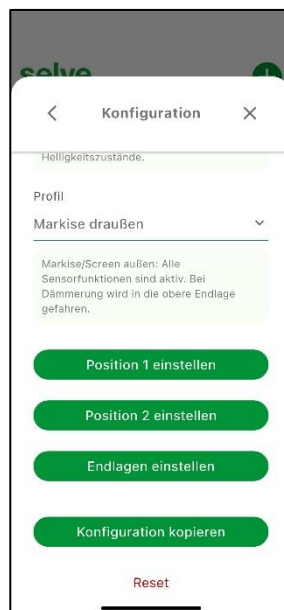 selve
Konfiguration
Helligkeitszustände.
Profil
Markise draußen
Markise/Screen außen: Alle
Sensorfunktionen sind aktiv. Bei
Dämmerung wird in die obere Endlage
gefahren.
Position 1 einstellen
Position 2 einstellen
Endlagen einstellen
Konfiguration kopieren
Reset